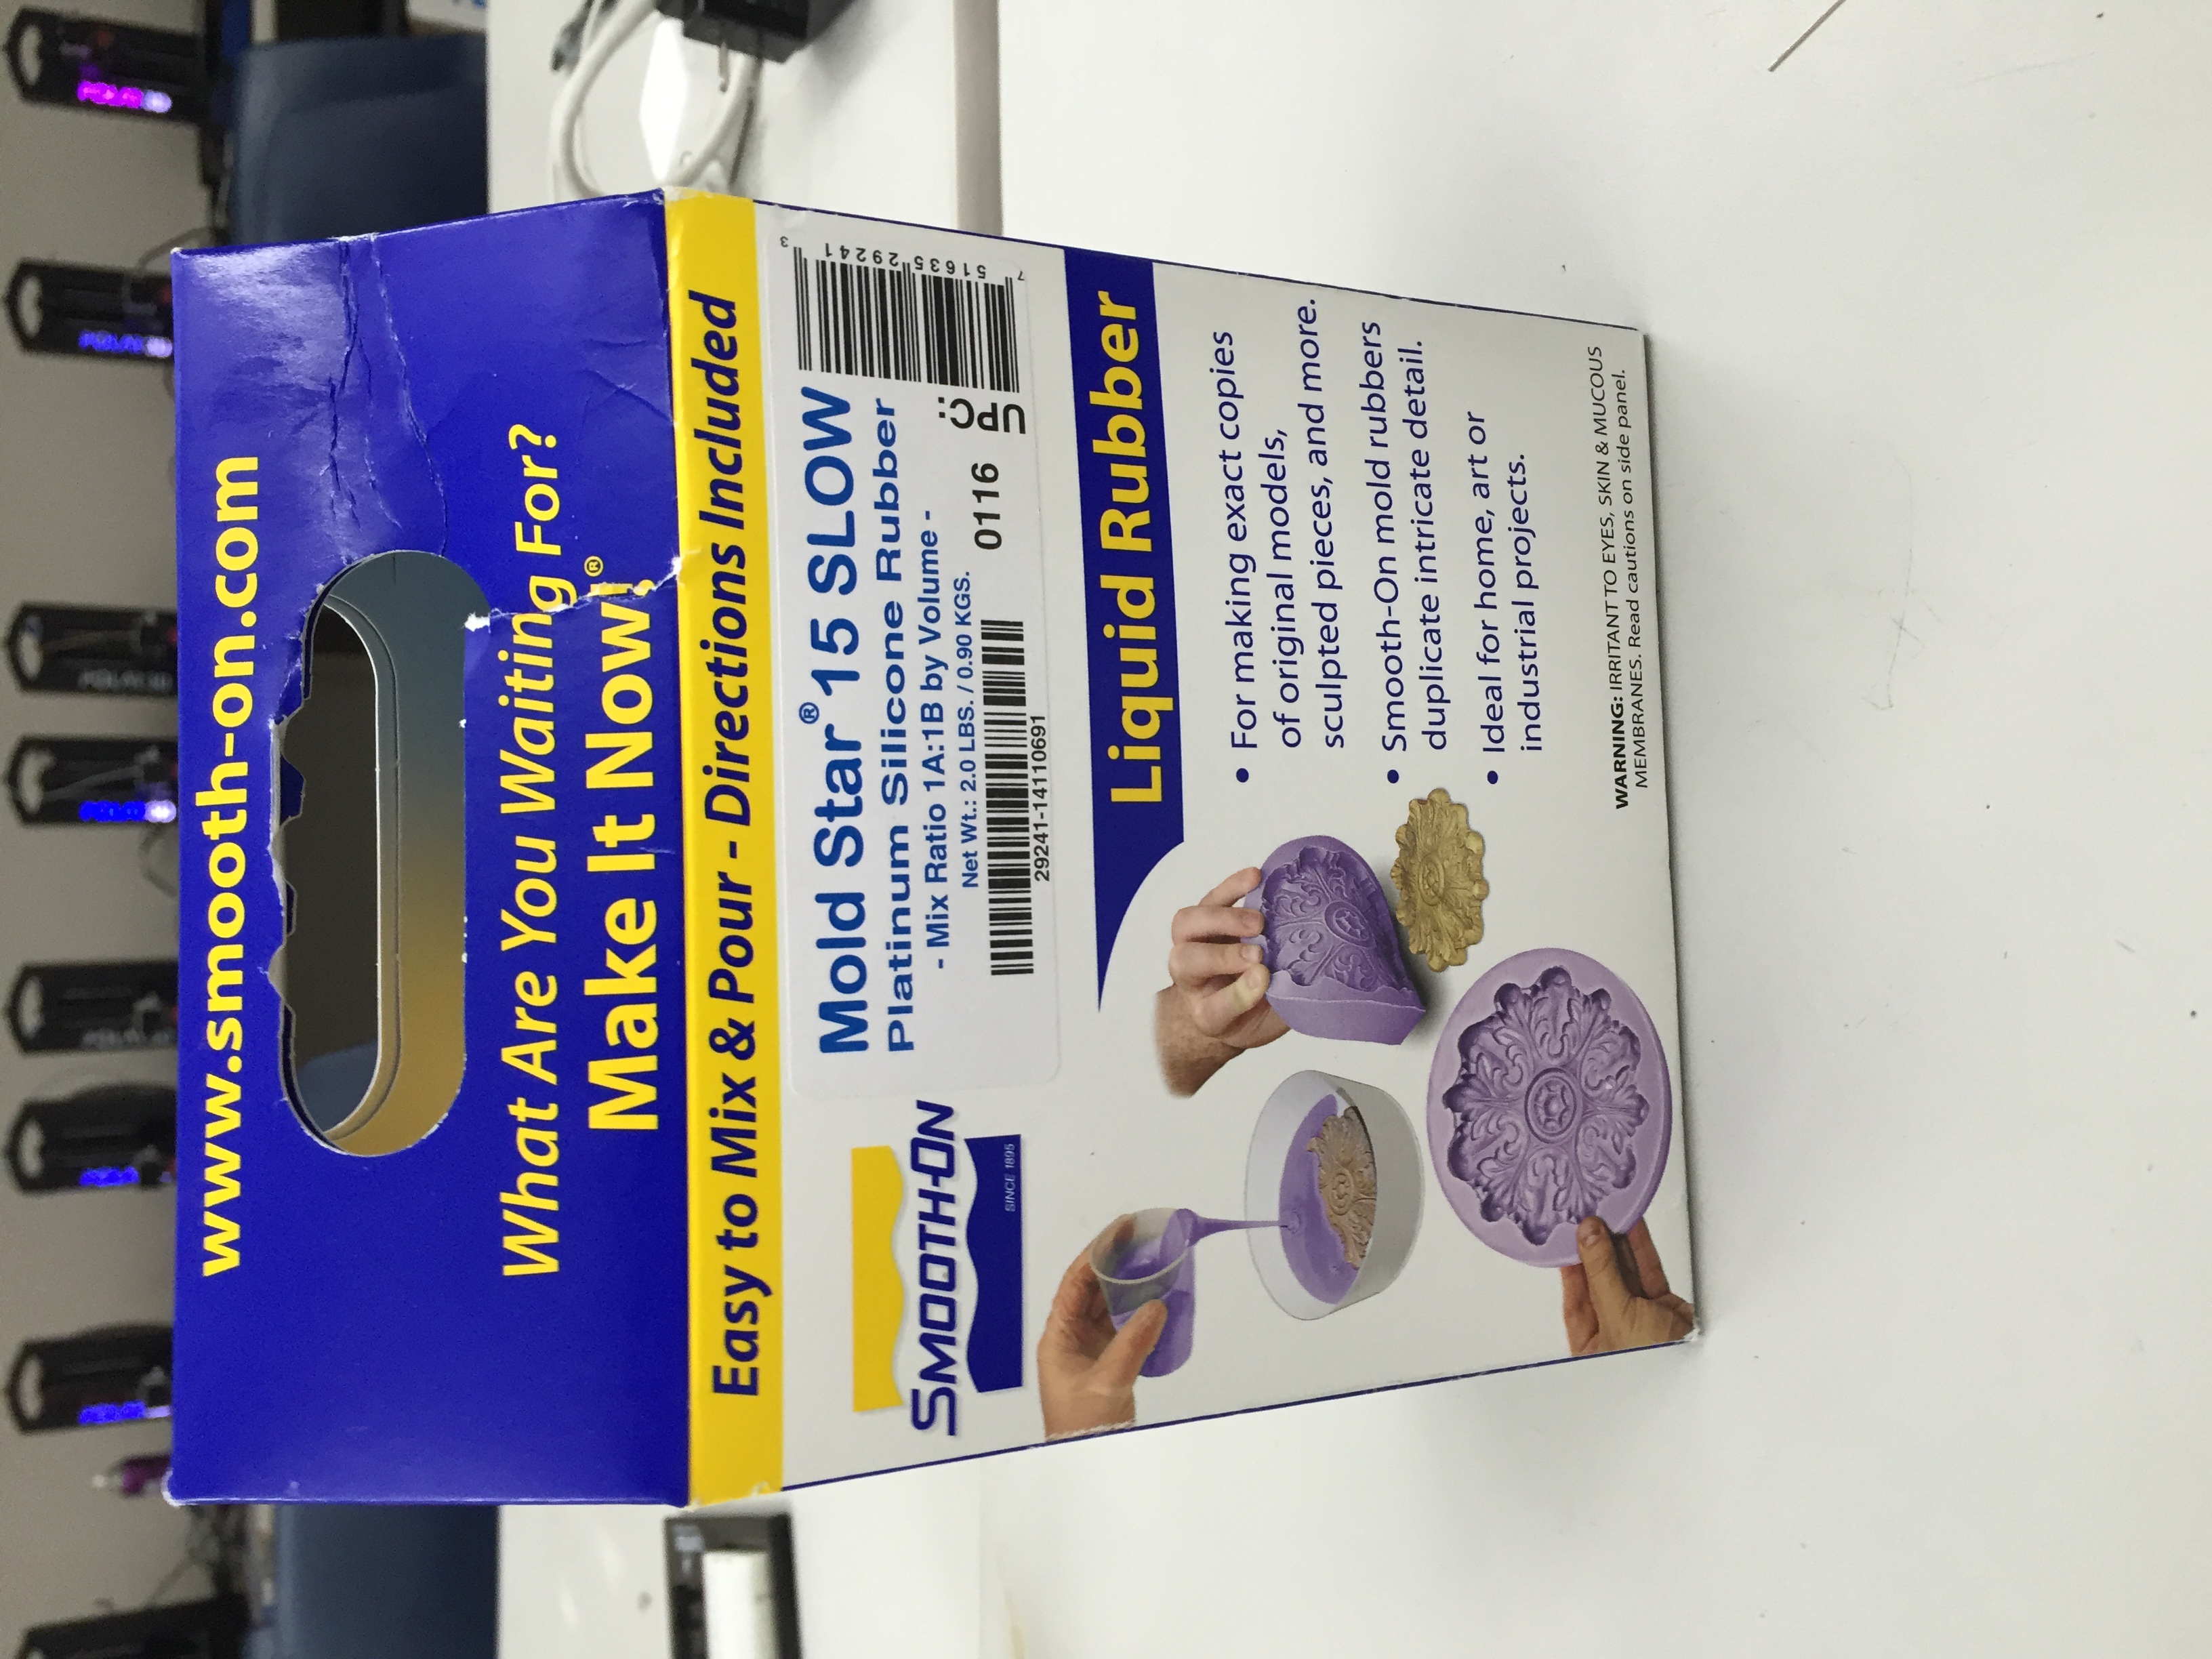 www.smooth-on.com
What Are You Waiting For?
Make It Now!®
Easy to Mix & Pour - Directions Included
SMOOTH-ON
SINCE 1895
Mold Star® 15 SLOW
Platinum Silicone Rubber
- Mix Ratio 1A:1B by Volume -
Net Wt.: 2.0 LBS. / 0.90 KGS.
0116
29241-14110691
UPC:
7 51635 29241 3
Liquid Rubber
• For making exact copies
of original models,
sculpted pieces, and more.
• Smooth-On mold rubbers
duplicate intricate detail.
• Ideal for home, art or
industrial projects.
WARNING: IRRITANT TO EYES, SKIN & MUCOUS
MEMBRANES. Read cautions on side panel.